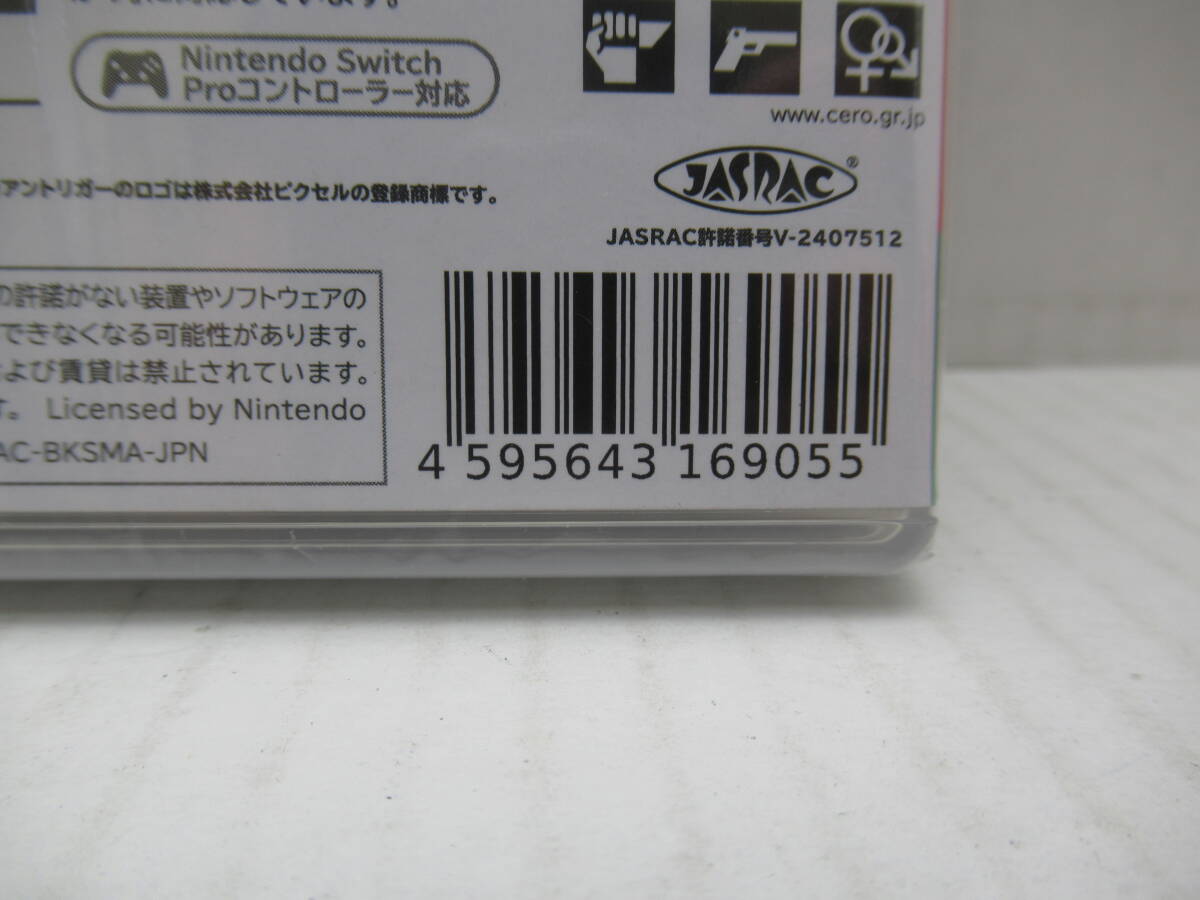 Nintendo Switch
Proコントローラー対応
www.cero.gr.jp
アントリガーのロゴは株式会社ピクセルの登録商標です。
JASRAC®
JASRAC許諾番号V-2407512
の許諾がない装置やソフトウェアの
できなくなる可能性があります。
よび賃貸は禁止されています。
す。 Licensed by Nintendo
AC-BKSMA-JPN
4 595643 169055